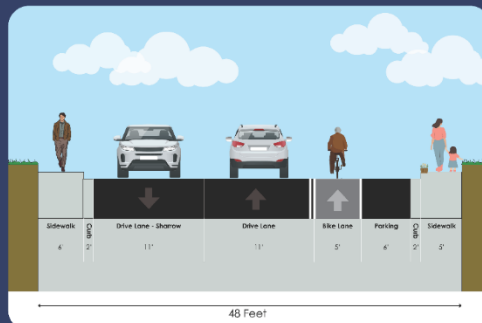 Sidewalk Curb Drive Lane - Sharrow Drive Lane Bike Lane Parking Curb Sidewalk
6' 2' 11' 11' 5' 6' 2' 5'
48 Feet